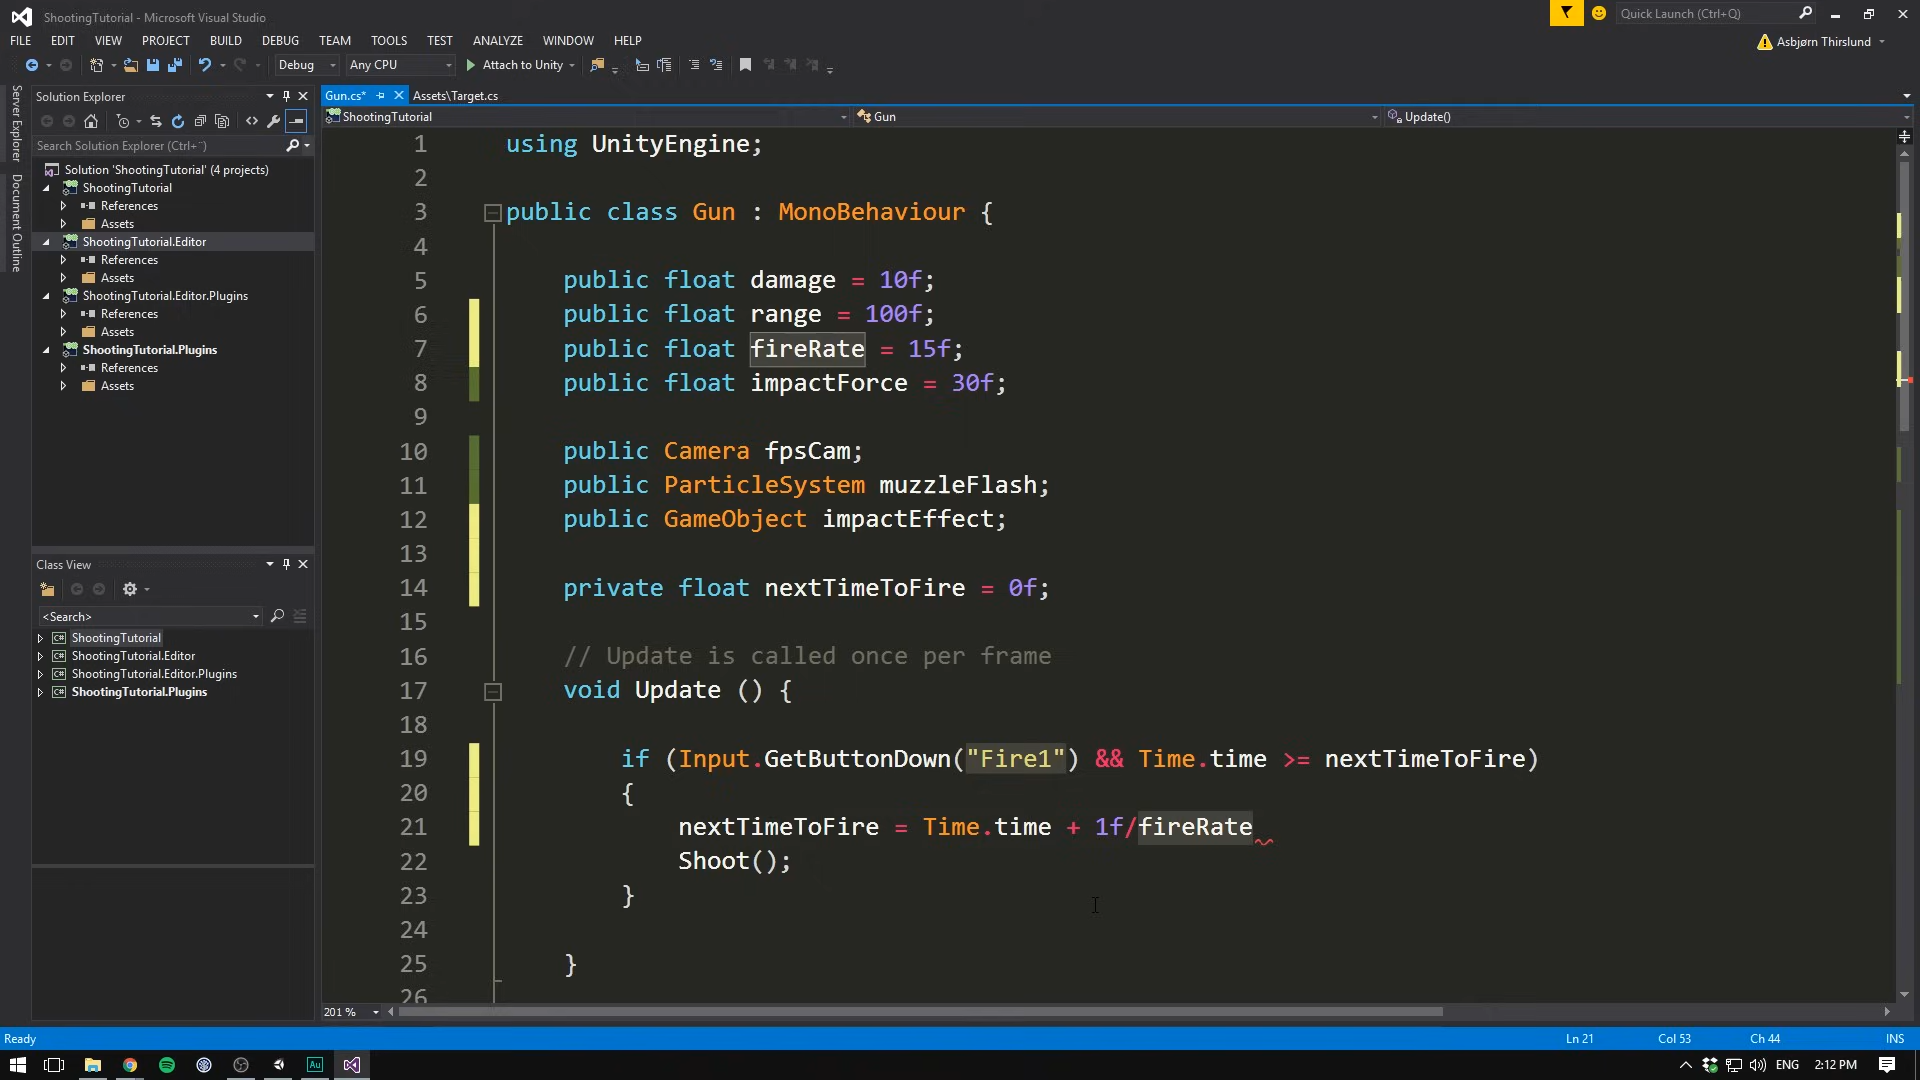 ShootingTutorial - Microsoft Visual Studio
Quick Launch (Ctrl+Q)
FILE EDIT VIEW PROJECT BUILD DEBUG TEAM TOOLS TEST ANALYZE WINDOW HELP
Asbjørn Thirslund
Debug Any CPU Attach to Unity
Server Explorer
Document Outline
Solution Explorer
Search Solution Explorer (Ctrl+¨)
Solution 'ShootingTutorial' (4 projects)
ShootingTutorial
References
Assets
ShootingTutorial.Editor
References
Assets
ShootingTutorial.Editor.Plugins
References
Assets
ShootingTutorial.Plugins
References
Assets
Class View
<Search>
ShootingTutorial
ShootingTutorial.Editor
ShootingTutorial.Editor.Plugins
ShootingTutorial.Plugins
Gun.cs* Assets\Target.cs
ShootingTutorial Gun Update()
1 using UnityEngine;
2
3 public class Gun : MonoBehaviour {
4
5 public float damage = 10f;
6 public float range = 100f;
7 public float fireRate = 15f;
8 public float impactForce = 30f;
9
10 public Camera fpsCam;
11 public ParticleSystem muzzleFlash;
12 public GameObject impactEffect;
13
14 private float nextTimeToFire = 0f;
15
16 // Update is called once per frame
17 void Update () {
18
19 if (Input.GetButtonDown("Fire1") && Time.time >= nextTimeToFire)
20 {
21 nextTimeToFire = Time.time + 1f/fireRate
22 Shoot();
23 }
24
25 }
26
201 %
Ready Ln 21 Col 53 Ch 44 INS
Au ENG 2:12 PM